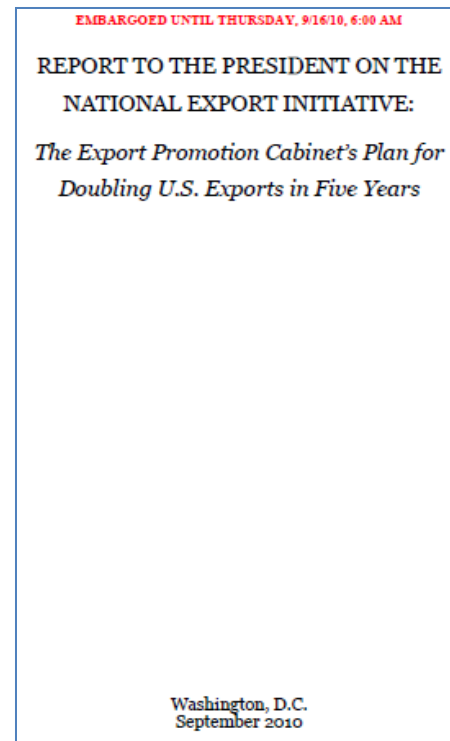 EMBARGOED UNTIL THURSDAY, 9/16/10, 6:00 AM
REPORT TO THE PRESIDENT ON THE
NATIONAL EXPORT INITIATIVE:
The Export Promotion Cabinet's Plan for
Doubling U.S. Exports in Five Years
Washington, D.C.
September 2010